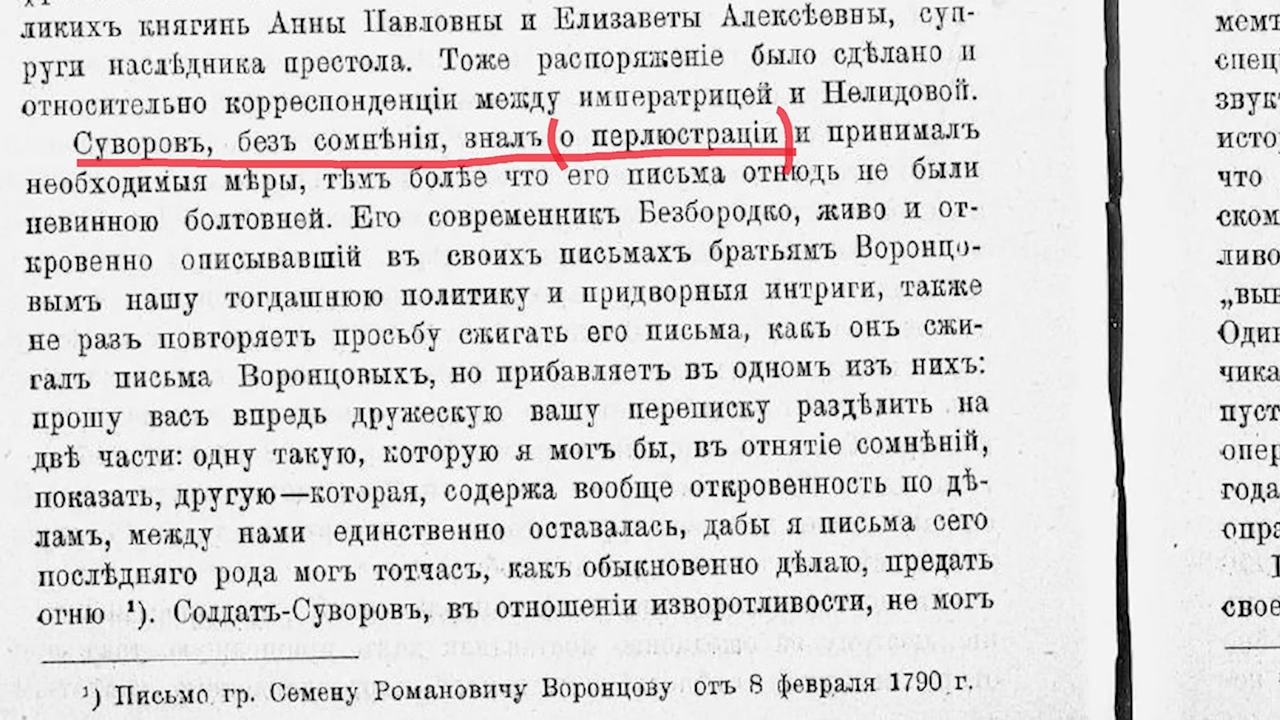 ликихъ княгинь Анны Павловны и Елизаветы Алексѣевны, суп-
руги наслѣдника престола. Тоже распоряженіе было сдѣлано и
относительно корреспонденціи между императрицей и Нелидовой.
Суворовъ, безъ сомнѣнія, зналъ (о перлюстраціи) и принималъ
необходимыя мѣры, тѣмъ болѣе что его письма отнюдь не были
невинною болтовней. Его современникъ Безбородко, живо и от-
кровенно описывавшій въ своихъ письмахъ братьямъ Воронцо-
вымъ нашу тогдашнюю политику и придворныя интриги, также
не разъ повторяетъ просьбу сжигать его письма, какъ онъ сжи-
галъ письма Воронцовыхъ, но прибавляетъ въ одномъ изъ нихъ:
прошу васъ впредь дружескую вашу переписку раздѣлить на
двѣ части: одну такую, которую я могъ бы, въ отнятіе сомнѣній,
показать, другую—которая, содержа вообще откровенность по дѣ-
ламъ, между нами единственно оставалась, дабы я письма сего
послѣдняго рода могъ тотчасъ, какъ обыкновенно дѣлаю, предать
огню ¹). Солдатъ-Суворовъ, въ отношеніи изворотливости, не могъ
¹) Письмо гр. Семену Романовичу Воронцову отъ 8 февраля 1790 г.
что